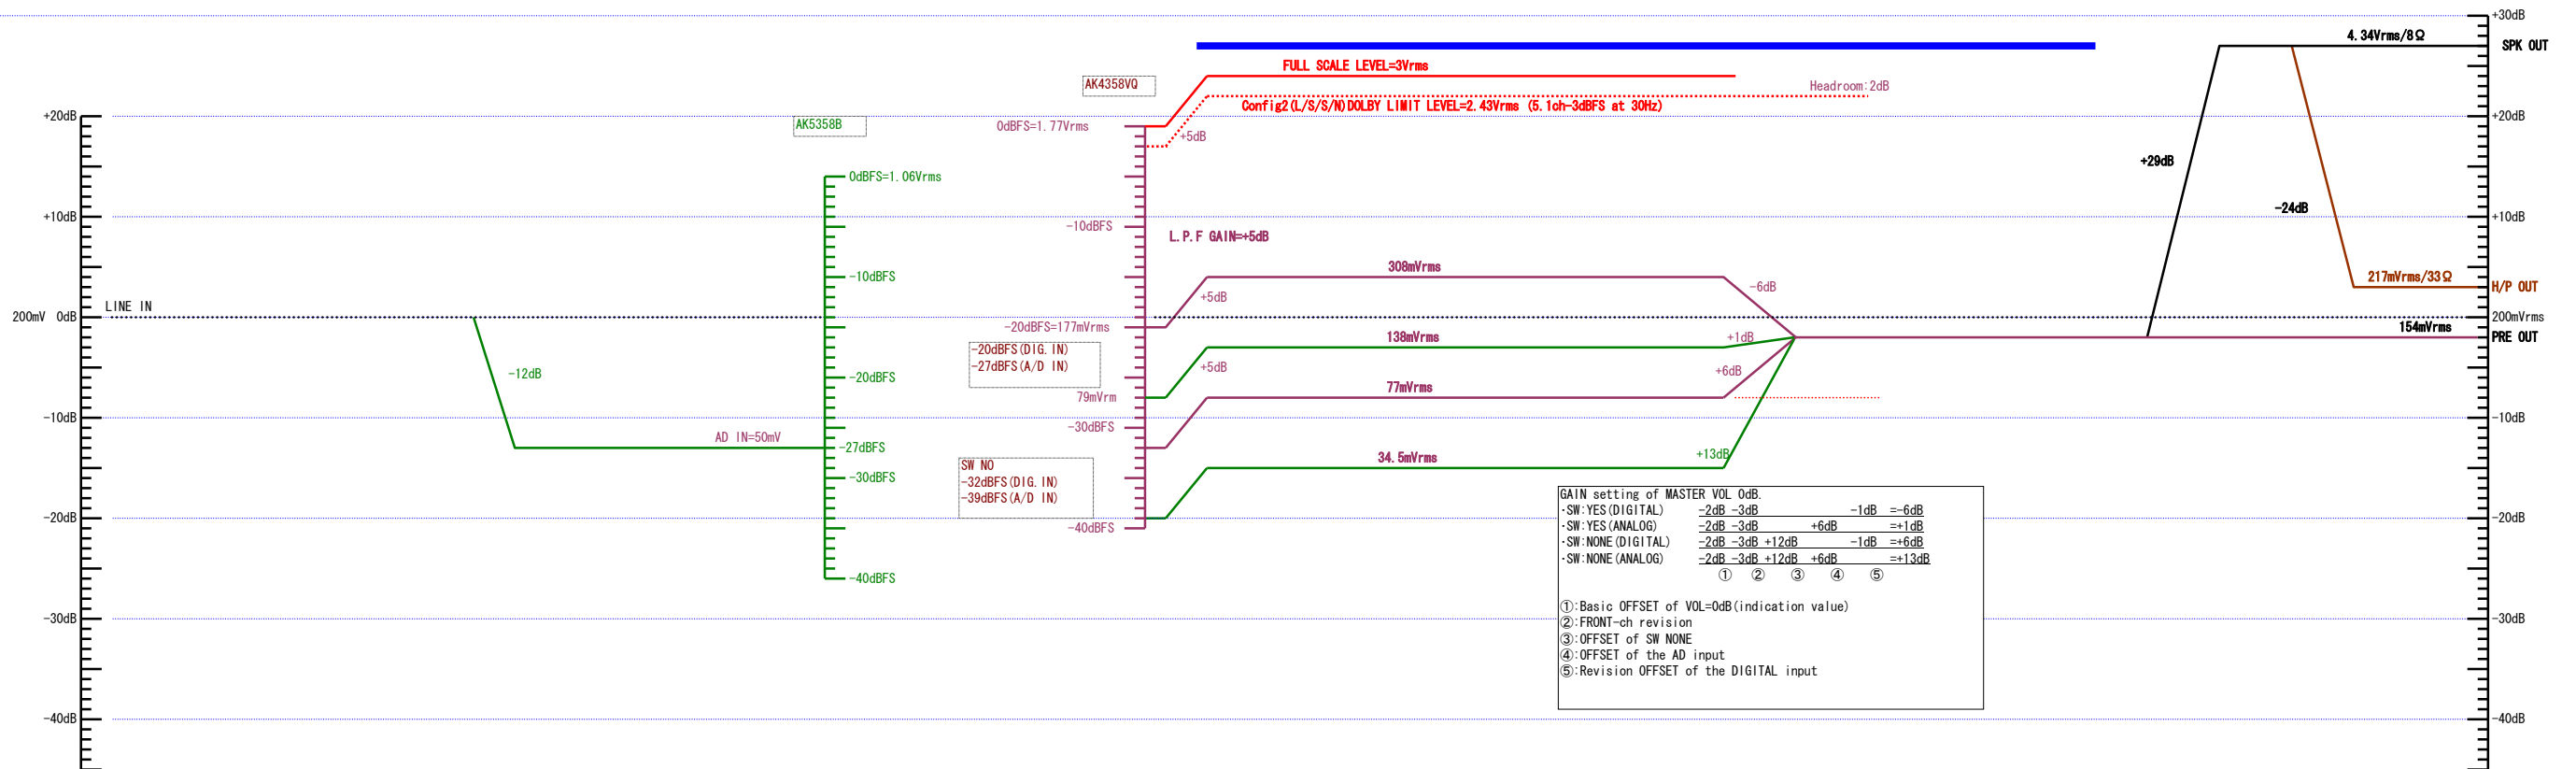 +30dB
4.34Vrms/8Ω
SPK OUT
FULL SCALE LEVEL=3Vrms
AK4358VQ
Headroom:2dB
Config2(L/S/S/N)DOLBY LIMIT LEVEL=2.43Vrms (5.1ch-3dBFS at 30Hz)
+20dB
+20dB
AK5358B
0dBFS=1.77Vrms
+5dB
+29dB
0dBFS=1.06Vrms
-24dB
+10dB
+10dB
-10dBFS
L.P.F GAIN=+5dB
308mVrms
-10dBFS
217mVrms/33Ω
-6dB
H/P OUT
+5dB
LINE IN
200mV 0dB
200mVrms
-20dBFS=177mVrms
154mVrms
138mVrms
+1dB
PRE OUT
-20dBFS(DIG.IN)
-27dBFS(A/D IN)
+5dB
+6dB
-12dB
-20dBFS
77mVrms
79mVrm
-10dB
-10dB
-30dBFS
AD IN=50mV
-27dBFS
+13dB
34.5mVrms
SW NO
-32dBFS(DIG.IN)
-39dBFS(A/D IN)
-30dBFS
-20dB
-20dB
-40dBFS
-40dBFS
GAIN setting of MASTER VOL 0dB.
・SW:YES(DIGITAL) -2dB -3dB -1dB =-6dB
・SW:YES(ANALOG) -2dB -3dB +6dB =+1dB
・SW:NONE(DIGITAL) -2dB -3dB +12dB -1dB =+6dB
・SW:NONE(ANALOG) -2dB -3dB +12dB +6dB =+13dB
① ② ③ ④ ⑤
①:Basic OFFSET of VOL=0dB(indication value)
②:FRONT-ch revision
③:OFFSET of SW NONE
④:OFFSET of the AD input
⑤:Revision OFFSET of the DIGITAL input
-30dB
-30dB
-40dB
-40dB